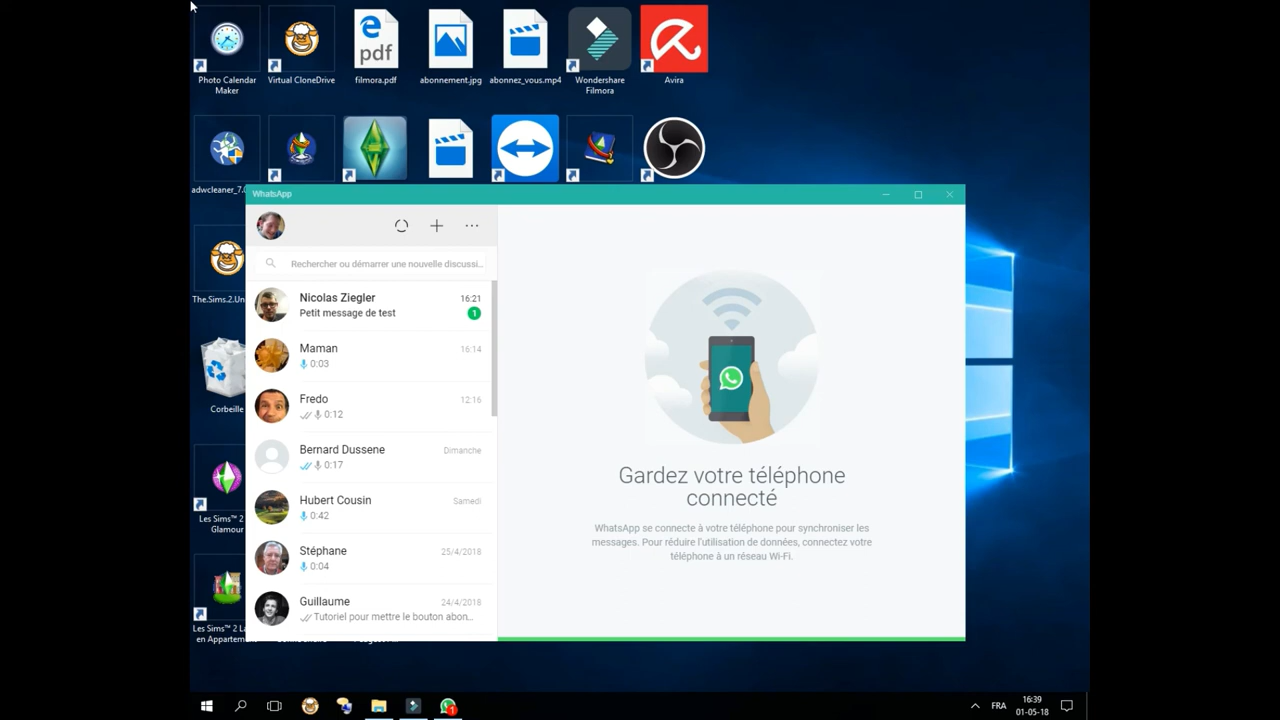 Photo Calendar
Maker
Virtual CloneDrive
filmora.pdf
abonnement.jpg
abonnez_vous.mp4
Wondershare
Filmora
Avira
pdf
adwcleaner_7.0
WhatsApp
Rechercher ou démarrer une nouvelle discussi...
Nicolas Ziegler
16:21
Petit message de test
1
Maman
16:14
0:03
Fredo
12:16
0:12
Bernard Dussene
Dimanche
0:17
Hubert Cousin
Samedi
0:42
Stéphane
25/4/2018
0:04
Guillaume
24/4/2018
Tutoriel pour mettre le bouton abon...
Gardez votre téléphone
connecté
WhatsApp se connecte à votre téléphone pour synchroniser les
messages. Pour réduire l'utilisation de données, connectez votre
téléphone à un réseau Wi-Fi.
The.Sims.2.Un
Corbeille
Les Sims™ 2
Glamour
Les Sims™ 2 L
en Appartem
1
FRA
16:39
01-05-18